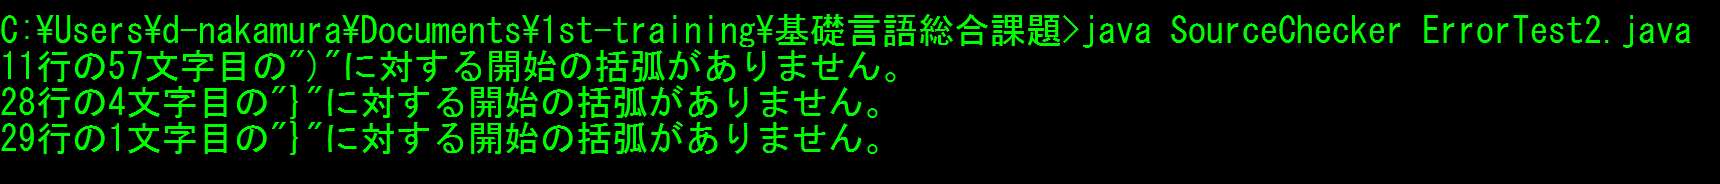 C:¥Users¥d-nakamura¥Documents¥1st-training¥基礎言語総合課題>java SourceChecker ErrorTest2.java
11行の57文字目の")"に対する開始の括弧がありません。
28行の4文字目の"}"に対する開始の括弧がありません。
29行の1文字目の"}"に対する開始の括弧がありません。